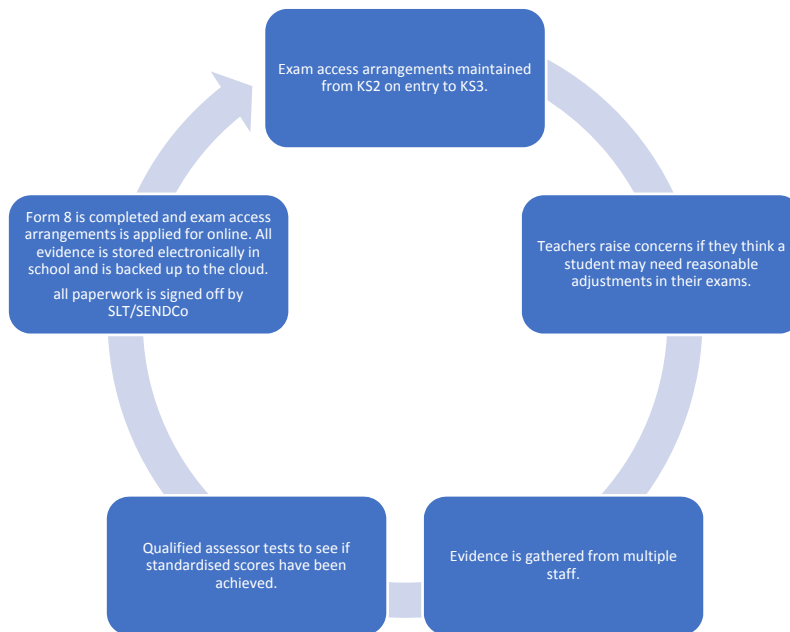 Exam access arrangements maintained
from KS2 on entry to KS3.
Teachers raise concerns if they think a
student may need reasonable
adjustments in their exams.
Evidence is gathered from multiple
staff.
Qualified assessor tests to see if
standardised scores have been
achieved.
Form 8 is completed and exam access
arrangements is applied for online. All
evidence is stored electronically in
school and is backed up to the cloud.
all paperwork is signed off by
SLT/SENDCo